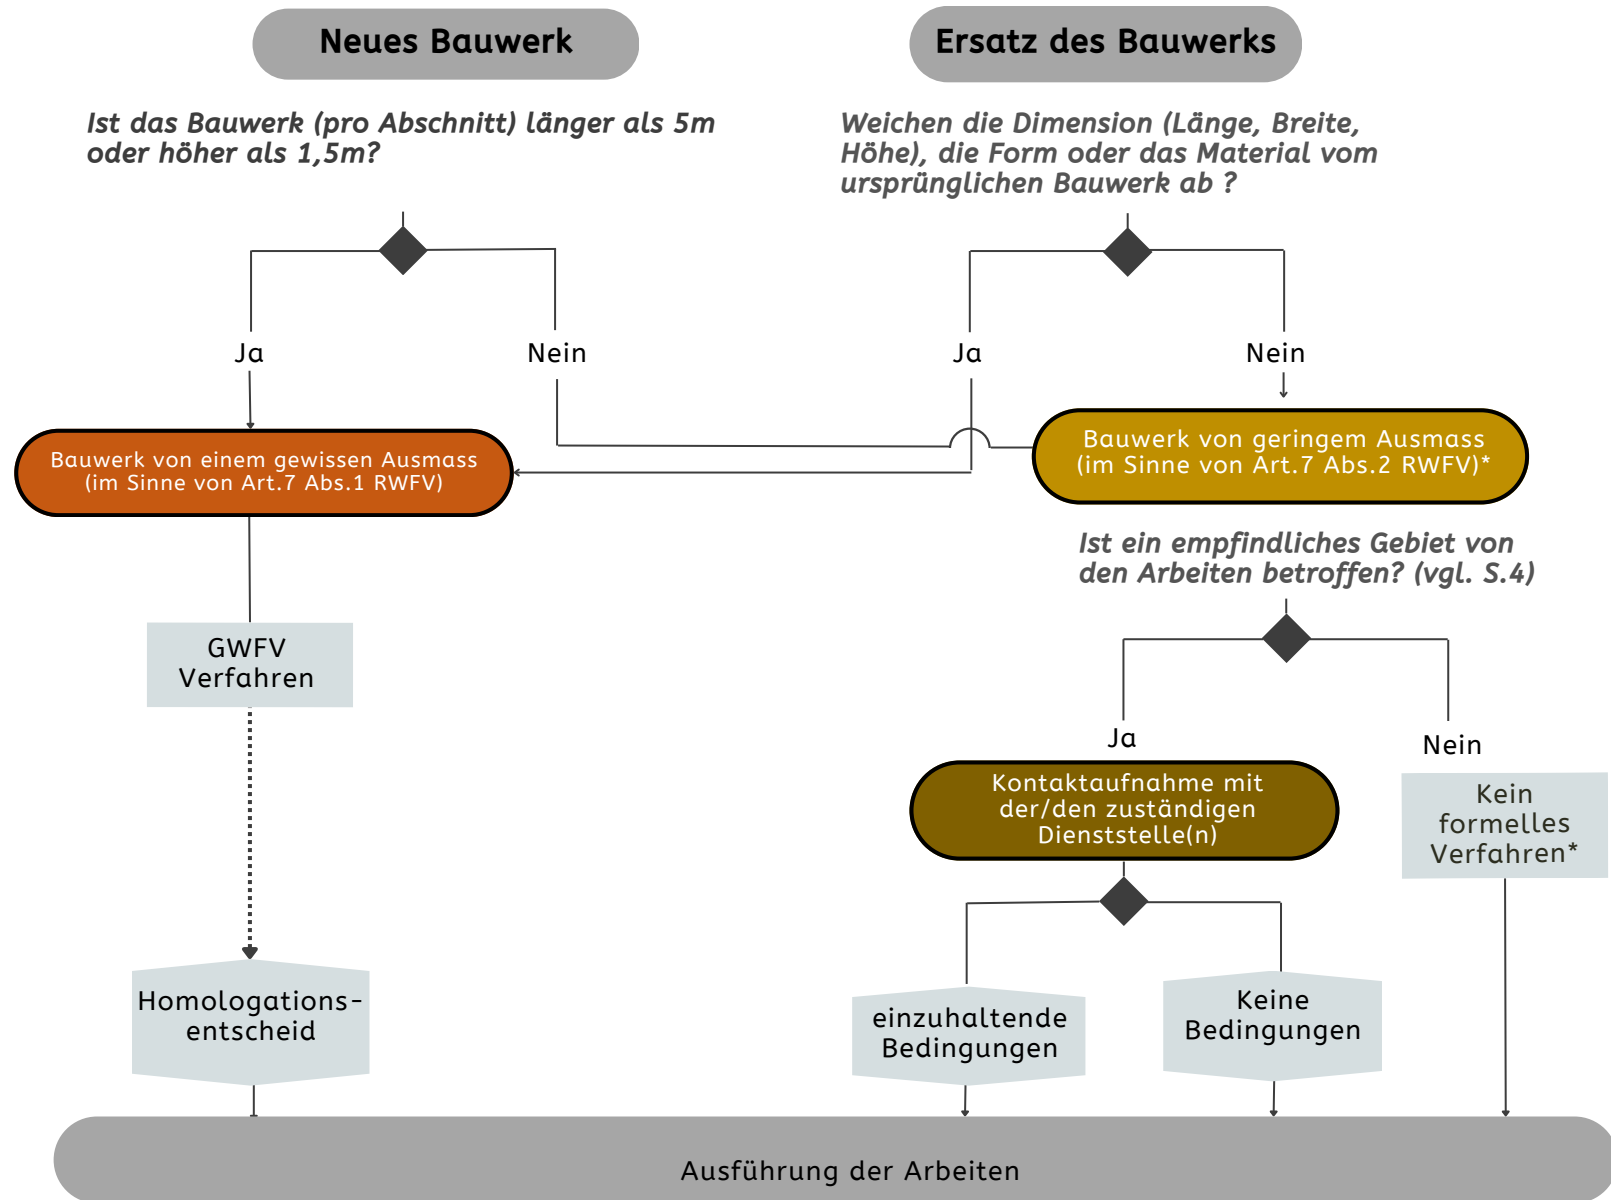 Neues Bauwerk
Ersatz des Bauwerks
Ist das Bauwerk (pro Abschnitt) länger als 5m
oder höher als 1,5m?
Weichen die Dimension (Länge, Breite,
Höhe), die Form oder das Material vom
ursprünglichen Bauwerk ab ?
Ja
Nein
Ja
Nein
Bauwerk von einem gewissen Ausmass
(im Sinne von Art.7 Abs.1 RWFV)
Bauwerk von geringem Ausmass
(im Sinne von Art.7 Abs.2 RWFV)*
Ist ein empfindliches Gebiet von
den Arbeiten betroffen? (vgl. S.4)
GWFV
Verfahren
Ja
Nein
Kontaktaufnahme mit
der/den zuständigen
Dienststelle(n)
Kein
formelles
Verfahren*
Homologations-
entscheid
einzuhaltende
Bedingungen
Keine
Bedingungen
Ausführung der Arbeiten